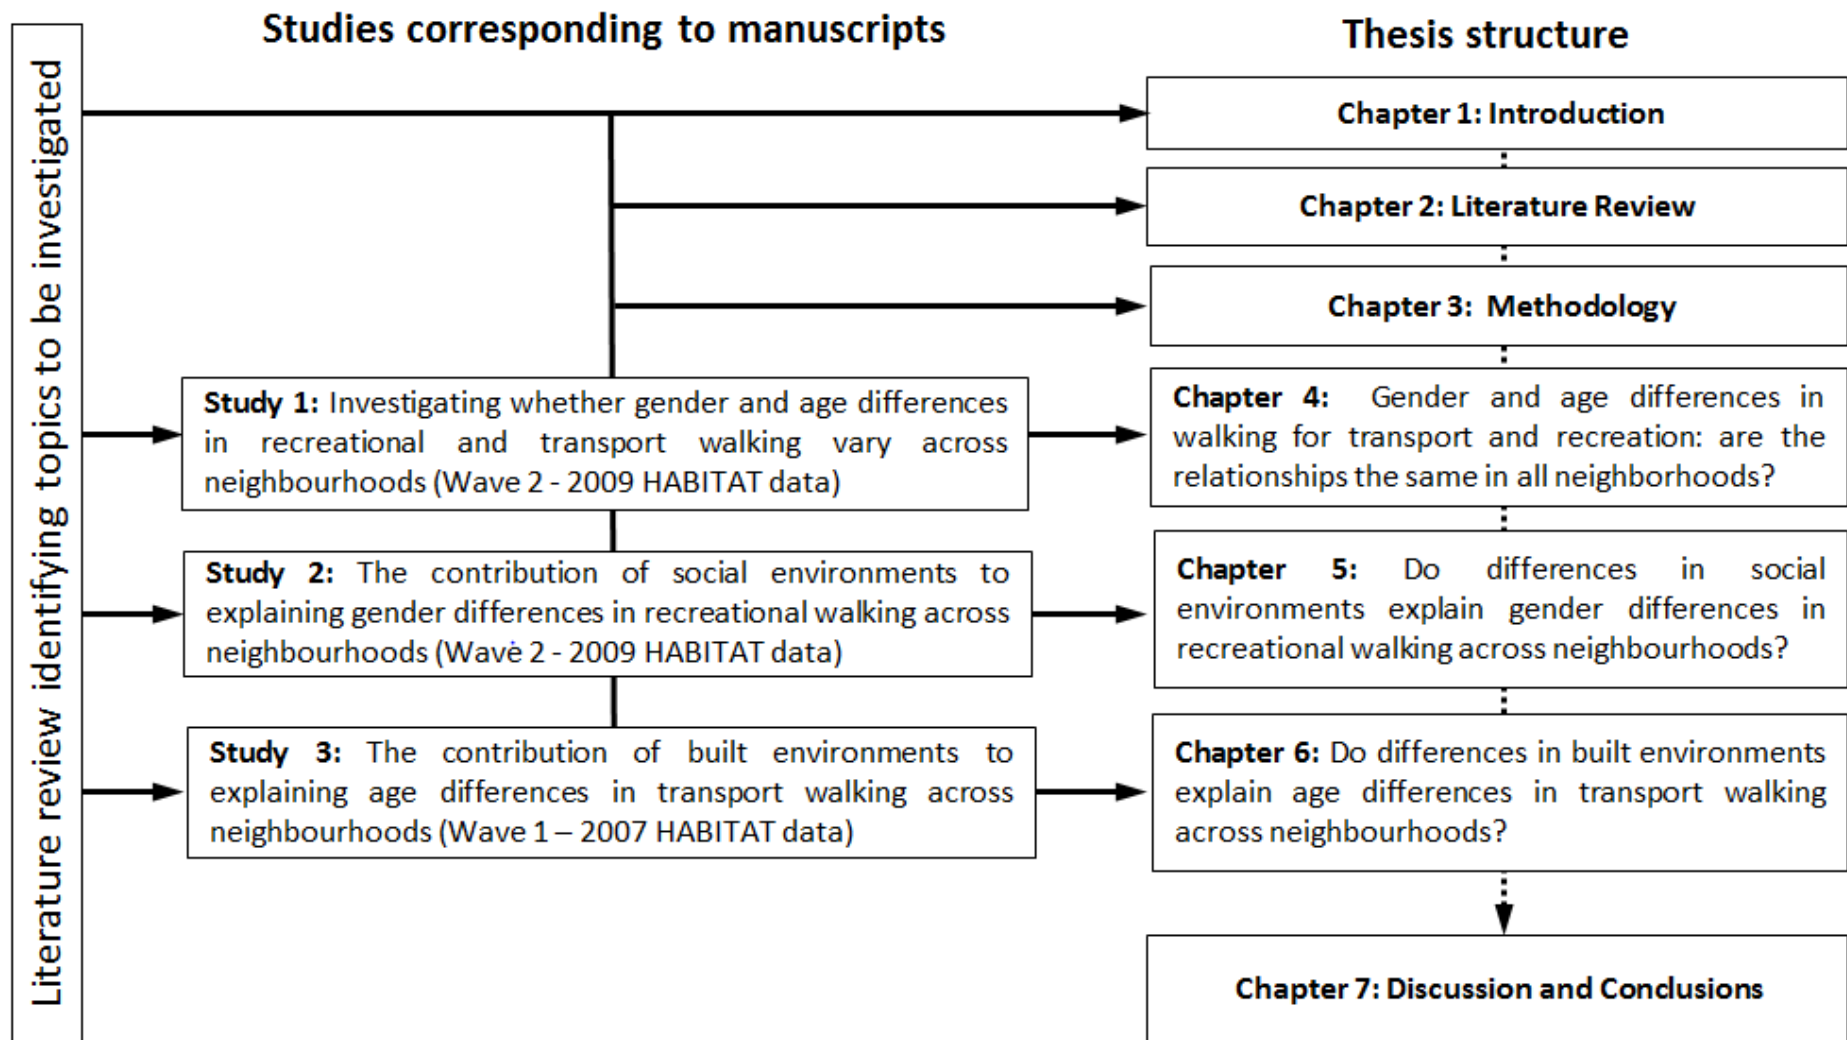 Studies corresponding to manuscripts
Thesis structure
Literature review identifying topics to be investigated
Chapter 1: Introduction
Chapter 2: Literature Review
Chapter 3:  Methodology
Study 1: Investigating whether gender and age differences
in recreational and transport walking vary across
neighbourhoods (Wave 2 - 2009 HABITAT data)
Chapter 4:  Gender and age differences in
walking for transport and recreation: are the
relationships the same in all neighborhoods?
Study 2: The contribution of social environments to
explaining gender differences in recreational walking across
neighbourhoods (Wave 2 - 2009 HABITAT data)
Chapter 5: Do differences in social
environments explain gender differences in
recreational walking across neighbourhoods?
Study 3: The contribution of built environments to
explaining age differences in transport walking across
neighbourhoods (Wave 1 – 2007 HABITAT data)
Chapter 6: Do differences in built environments
explain age differences in transport walking
across neighbourhoods?
Chapter 7: Discussion and Conclusions